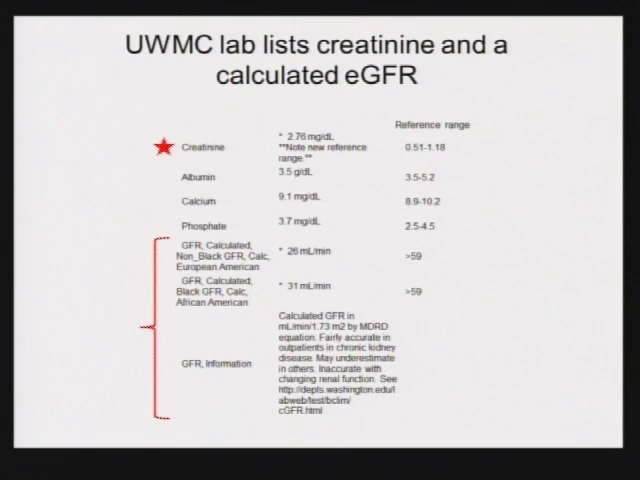 UWMC lab lists creatinine and a
calculated eGFR
Reference range
Creatinine
* 2.76 mg/dL
**Note new reference
range.**
0.51-1.18
Albumin
3.5 g/dL
3.5-5.2
Calcium
9.1 mg/dL
8.9-10.2
Phosphate
3.7 mg/dL
2.5-4.5
GFR, Calculated,
Non_Black GFR, Calc,
European American
* 26 mL/min
>59
GFR, Calculated,
Black GFR, Calc,
African American
* 31 mL/min
>59
GFR, Information
Calculated GFR in
mL/min/1.73 m2 by MDRD
equation. Fairly accurate in
outpatients in chronic kidney
disease. May underestimate
in others. Inaccurate with
changing renal function. See
http://depts.washington.edu/l
abweb/test/bclim/
cGFR.html